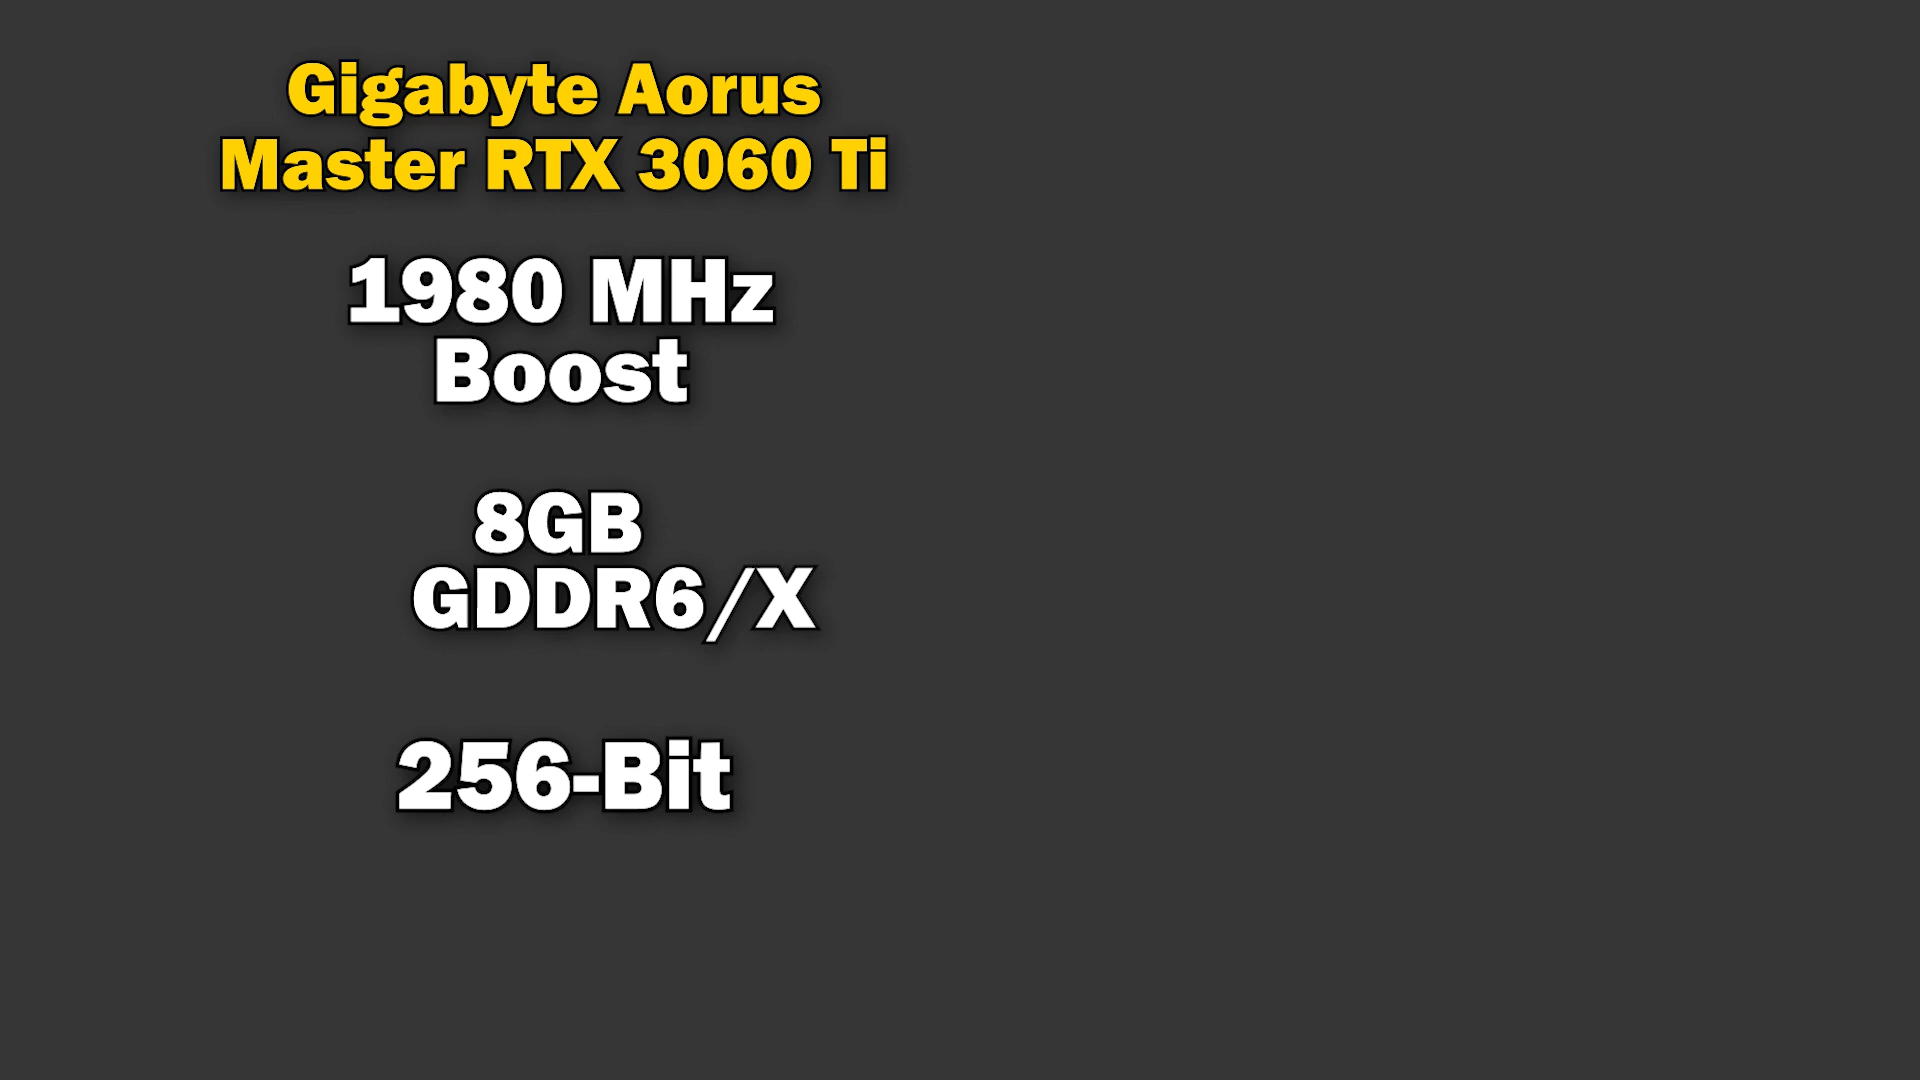 Gigabyte Aorus
Master RTX 3060 Ti
1980 MHz
Boost
8GB
GDDR6/X
256-Bit